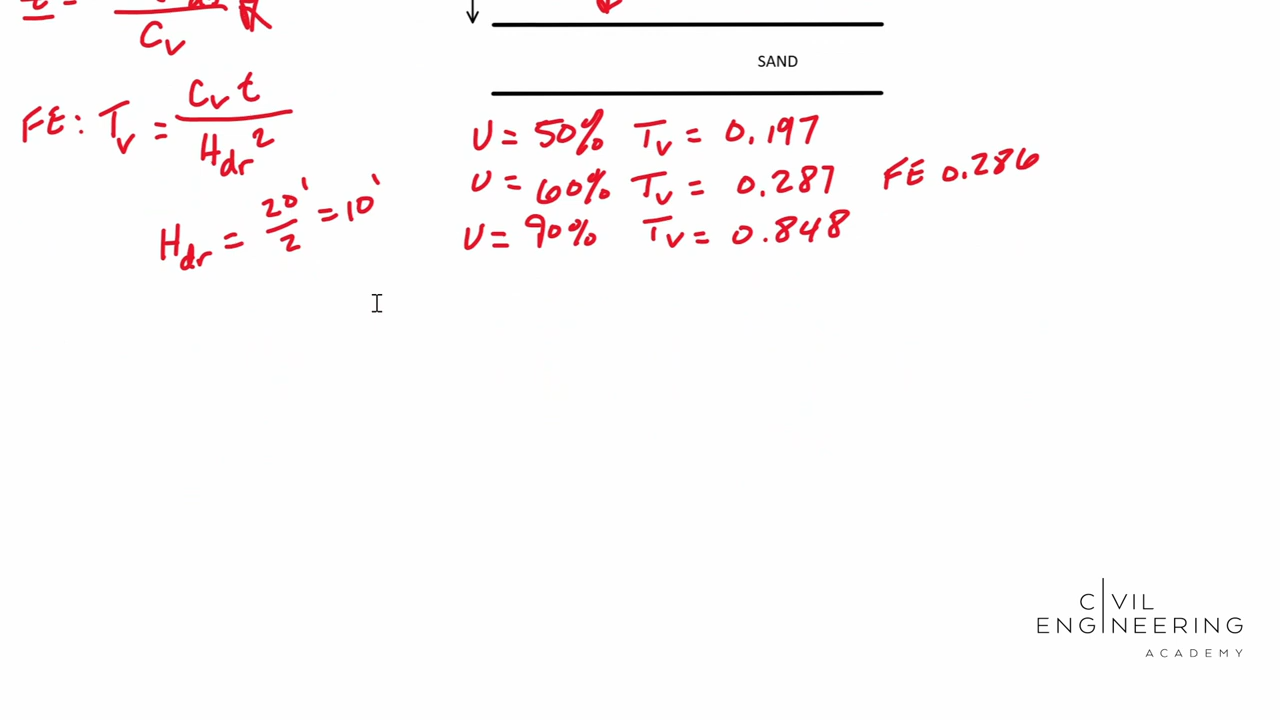 t =
Cv
SAND
FE: Tv = Cv t / Hdr²
Hdr = 20' / 2 = 10'
U = 50% Tv = 0.197
U = 60% Tv = 0.287 FE 0.286
U = 90% Tv = 0.848
CIVIL
ENGINEERING
ACADEMY